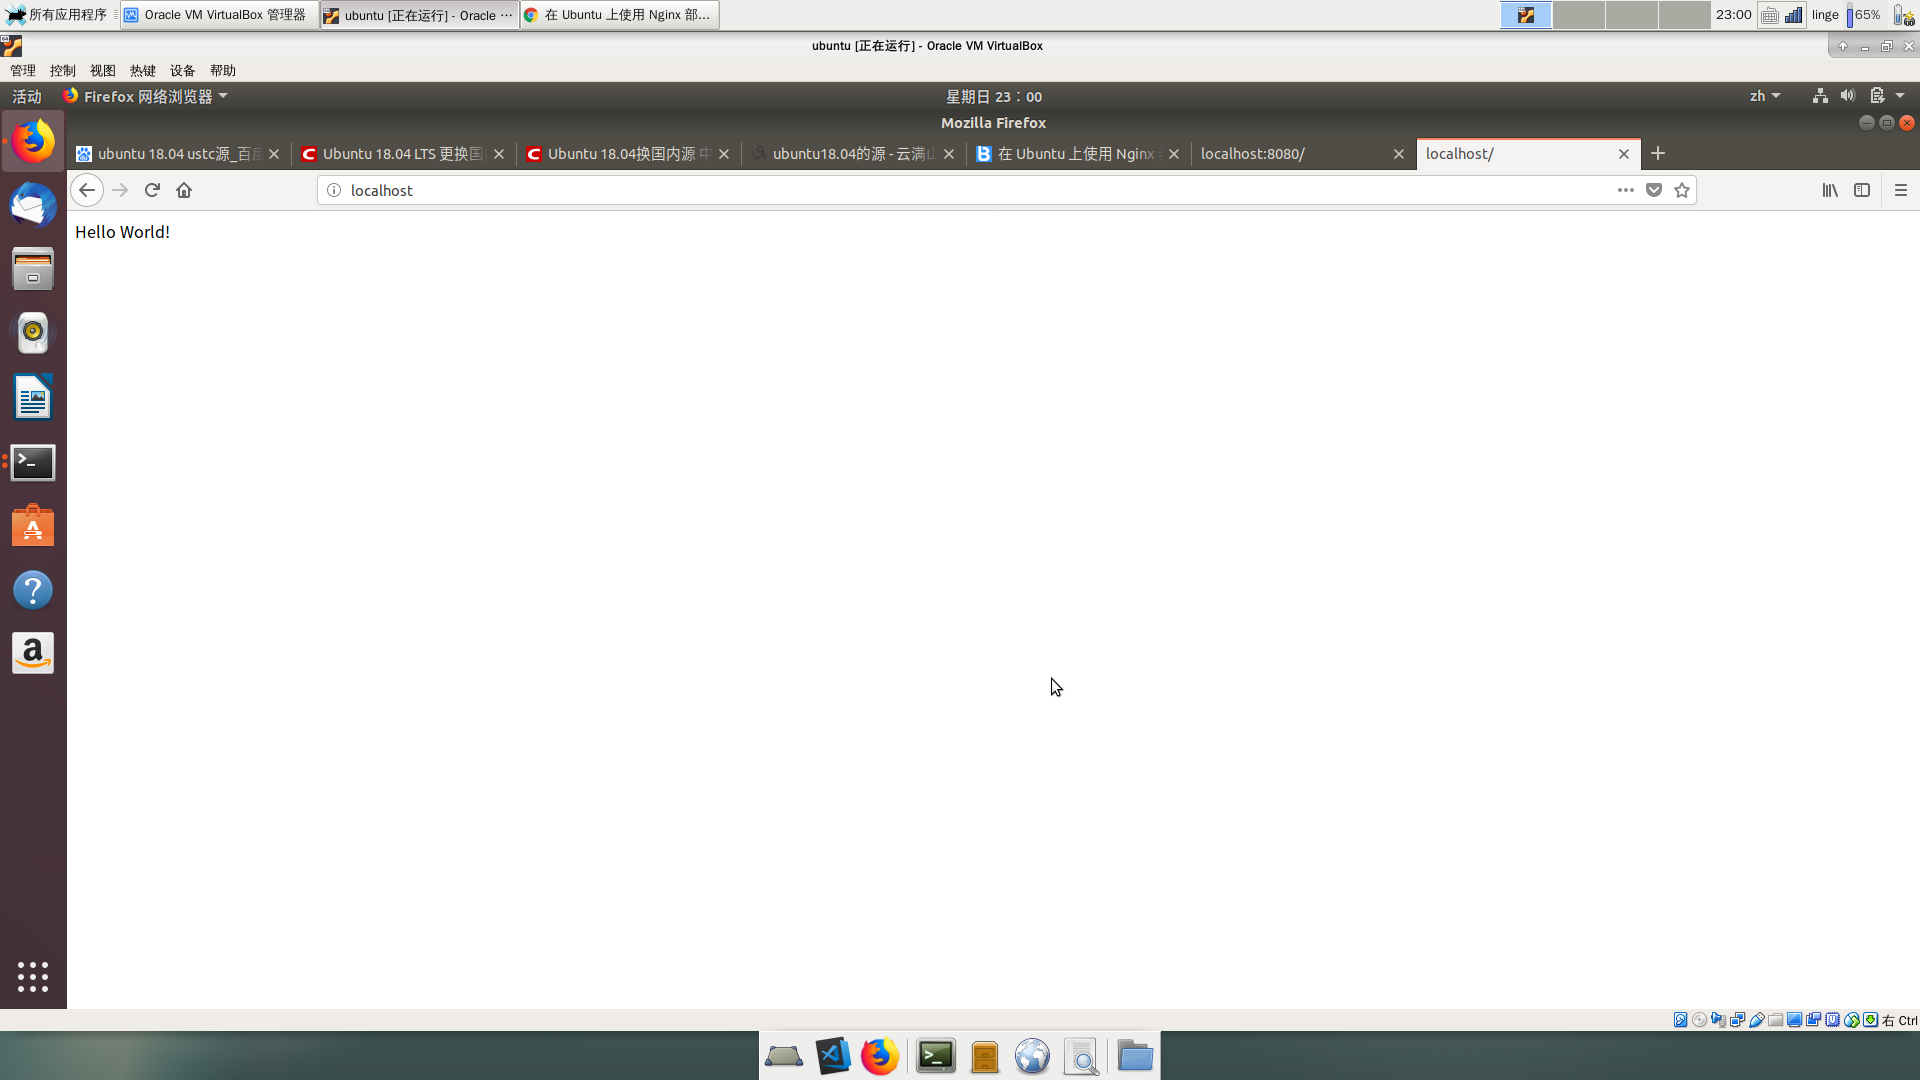 所有应用程序
Oracle VM VirtualBox 管理器
ubuntu [正在运行] - Oracle ⋯
在 Ubuntu 上使用 Nginx 部...
23:00
linge
65%
ubuntu [正在运行] - Oracle VM VirtualBox
管理 控制 视图 热键 设备 帮助
活动
Firefox 网络浏览器
星期日 23：00
zh
Mozilla Firefox
ubuntu 18.04 ustc源_百度
Ubuntu 18.04 LTS 更换国
Ubuntu 18.04换国内源 中
ubuntu18.04的源 - 云满山
在 Ubuntu 上使用 Nginx
localhost:8080/
localhost/
localhost
Hello World!
右 Ctrl